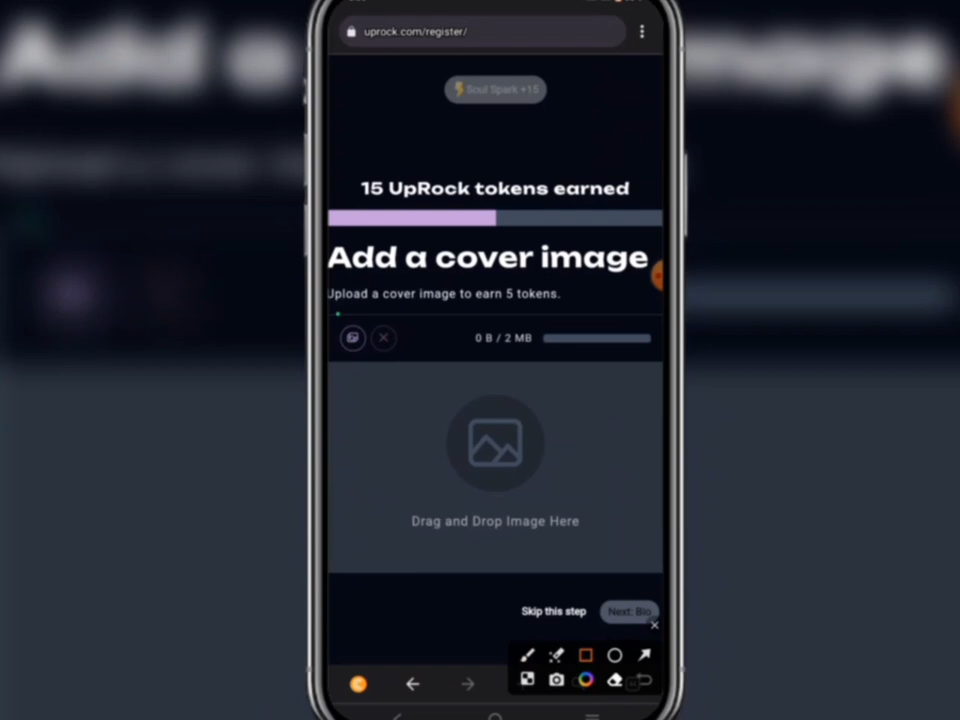 uprock.com/register/
Soul Spark +15
15 UpRock tokens earned
Add a cover image
Upload a cover image to earn 5 tokens.
0 B / 2 MB
Drag and Drop Image Here
Skip this step
Next: Bio